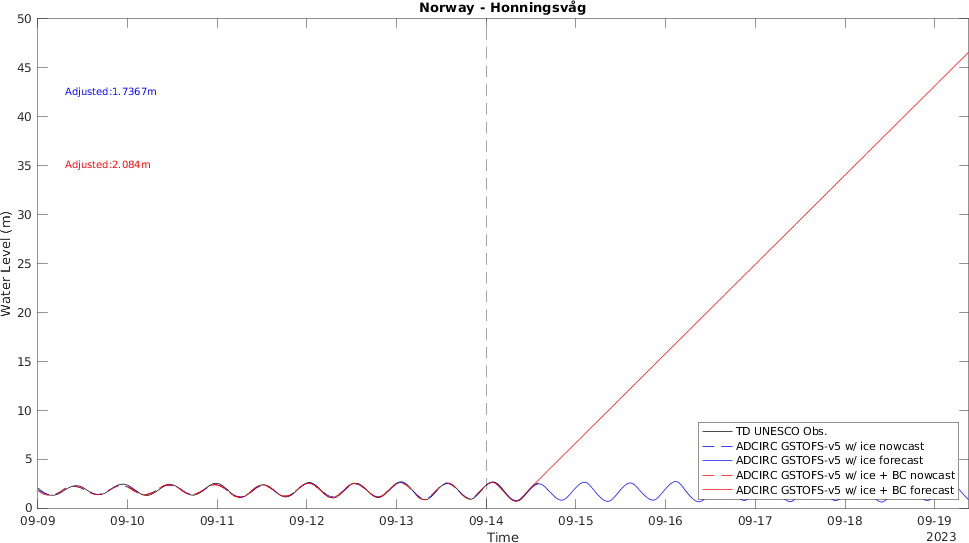 Norway - Honningsvåg
50
45
40
35
30
25
20
15
10
5
0
Water Level (m)
Adjusted:1.7367m
Adjusted:2.084m
TD UNESCO Obs.
ADCIRC GSTOFS-v5 w/ ice nowcast
ADCIRC GSTOFS-v5 w/ ice forecast
ADCIRC GSTOFS-v5 w/ ice + BC nowcast
ADCIRC GSTOFS-v5 w/ ice + BC forecast
09-09 09-10 09-11 09-12 09-13 09-14 09-15 09-16 09-17 09-18 09-19
Time
2023